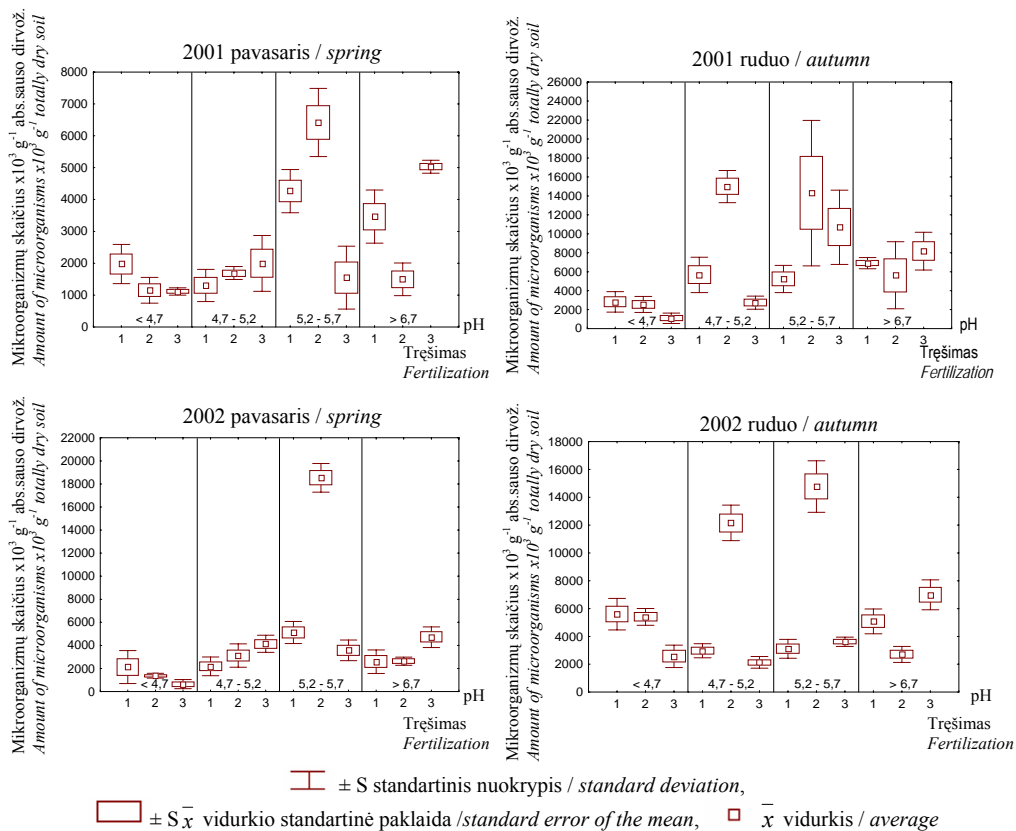 2001 pavasaris / spring
Mikroorganizmų skaičius x10³ g⁻¹ abs.sauso dirvož.
Amount of microorganisms x10³ g⁻¹ totally dry soil
8000
7000
6000
5000
4000
3000
2000
1000
0
< 4,7 4,7 - 5,2 5,2 - 5,7 > 6,7 pH
1 2 3 1 2 3 1 2 3 1 2 3
Tręšimas
Fertilization
2001 ruduo / autumn
Mikroorganizmų skaičius x10³ g⁻¹ abs.sauso dirvož.
Amount of microorganisms x10³ g⁻¹ totally dry soil
26000
24000
22000
20000
18000
16000
14000
12000
10000
8000
6000
4000
2000
0
< 4,7 4,7 - 5,2 5,2 - 5,7 > 6,7 pH
1 2 3 1 2 3 1 2 3 1 2 3
Tręšimas
Fertilization
2002 pavasaris / spring
Mikroorganizmų skaičius x10³ g⁻¹ abs.sauso dirvož.
Amount of microorganisms x10³ g⁻¹ totally dry soil
22000
20000
18000
16000
14000
12000
10000
8000
6000
4000
2000
0
< 4,7 4,7 - 5,2 5,2 - 5,7 > 6,7 pH
1 2 3 1 2 3 1 2 3 1 2 3
Tręšimas
Fertilization
2002 ruduo / autumn
Mikroorganizmų skaičius x10³ g⁻¹ abs.sauso dirvož.
Amount of microorganisms x10³ g⁻¹ totally dry soil
18000
16000
14000
12000
10000
8000
6000
4000
2000
0
< 4,7 4,7 - 5,2 5,2 - 5,7 > 6,7 pH
1 2 3 1 2 3 1 2 3 1 2 3
Tręšimas
Fertilization
± S standartinis nuokrypis / standard deviation,
± S x̄ vidurkio standartinė paklaida /standard error of the mean, x̄ vidurkis / average